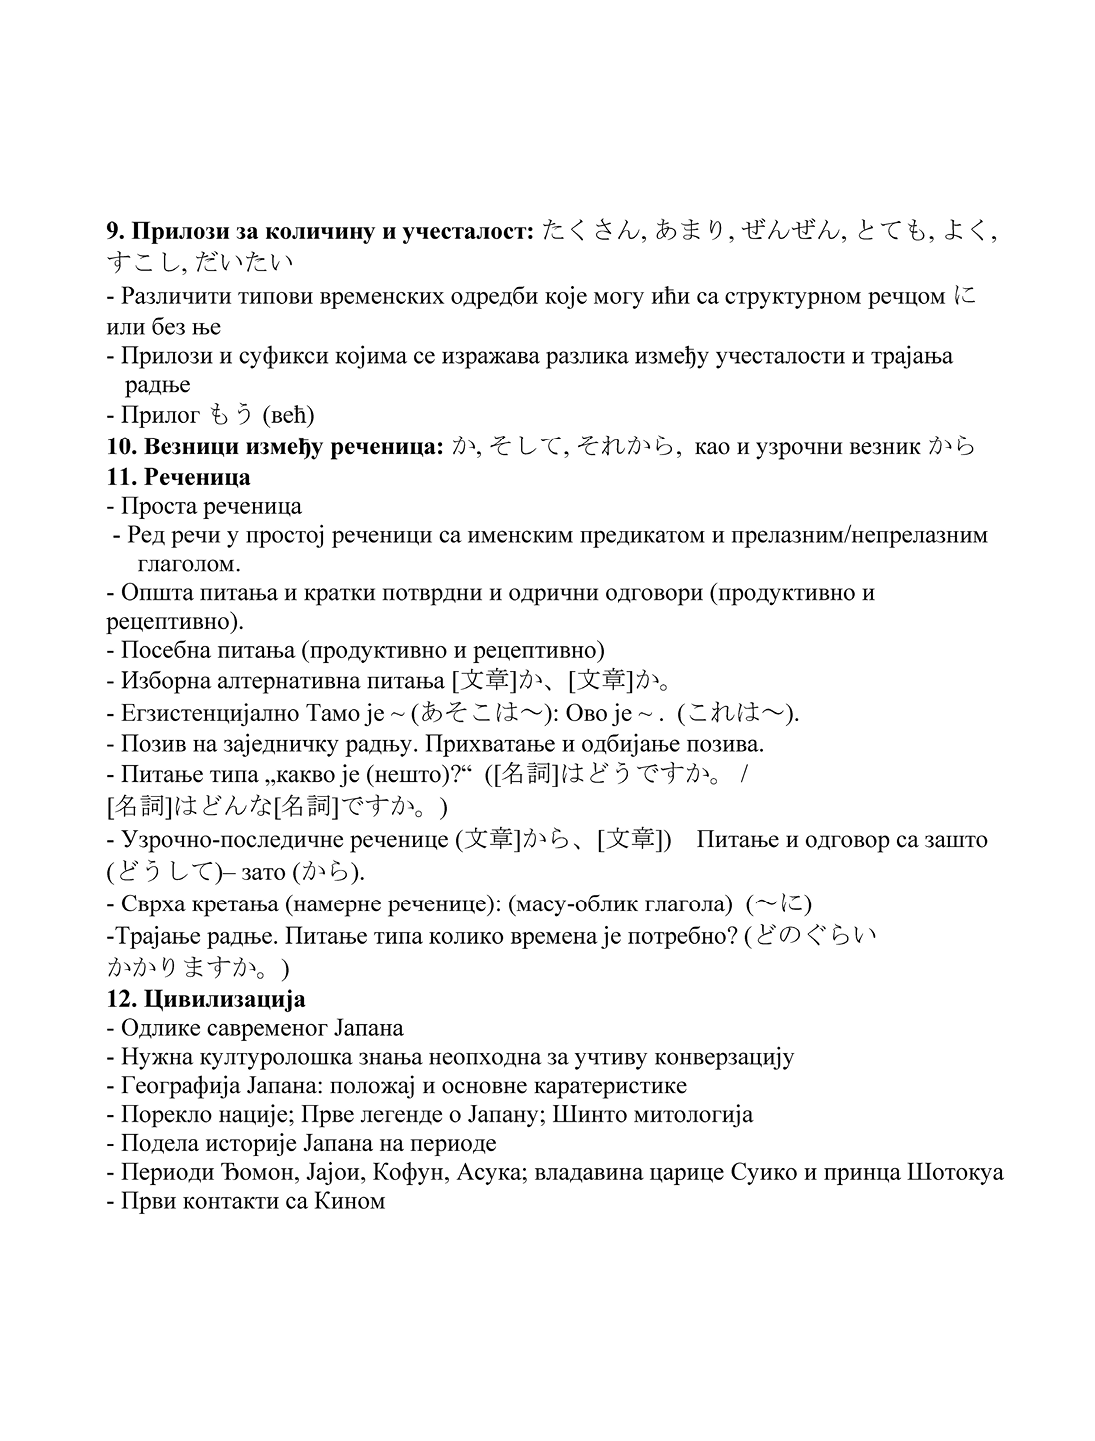 9. Прилози за количину и учесталост: たくさん, あまり, ぜんぜん, とても, よく,
すこし, だいたい
- Различити типови временских одредби које могу ићи са структурном речцом に
или без ње
- Прилози и суфикси којима се изражава разлика између учесталости и трајања
радње
- Прилог もう (већ)
10. Везници између реченица: か, そして, それから, као и узрочни везник から
11. Реченица
- Проста реченица
- Ред речи у простој реченици са именским предикатом и прелазним/непрелазним
глаголом.
- Општа питања и кратки потврдни и одрични одговори (продуктивно и
рецептивно).
- Посебна питања (продуктивно и рецептивно)
- Изборна алтернативна питања [文章]か、[文章]か。
- Егзистенцијално Тамо је ~ (あそこは〜): Ово је ~ . (これは〜).
- Позив на заједничку радњу. Прихватање и одбијање позива.
- Питање типа „какво је (нешто)?“ ([名詞]はどうですか。 /
[名詞]はどんな[名詞]ですか。)
- Узрочно-последичне реченице (文章]から、[文章]) Питање и одговор са зашто
(どうして)– зато (から).
- Сврха кретања (намерне реченице): (масу-облик глагола) (〜に)
-Трајање радње. Питање типа колико времена је потребно? (どのぐらい
かかりますか。)
12. Цивилизација
- Одлике савременог Јапана
- Нужна културолошка знања неопходна за учтиву конверзацију
- Географија Јапана: положај и основне каратеристике
- Порекло нације; Прве легенде о Јапану; Шинто митологија
- Подела историје Јапана на периоде
- Периоди Ђомон, Јајои, Кофун, Асука; владавина царице Суико и принца Шотокуа
- Први контакти са Кином